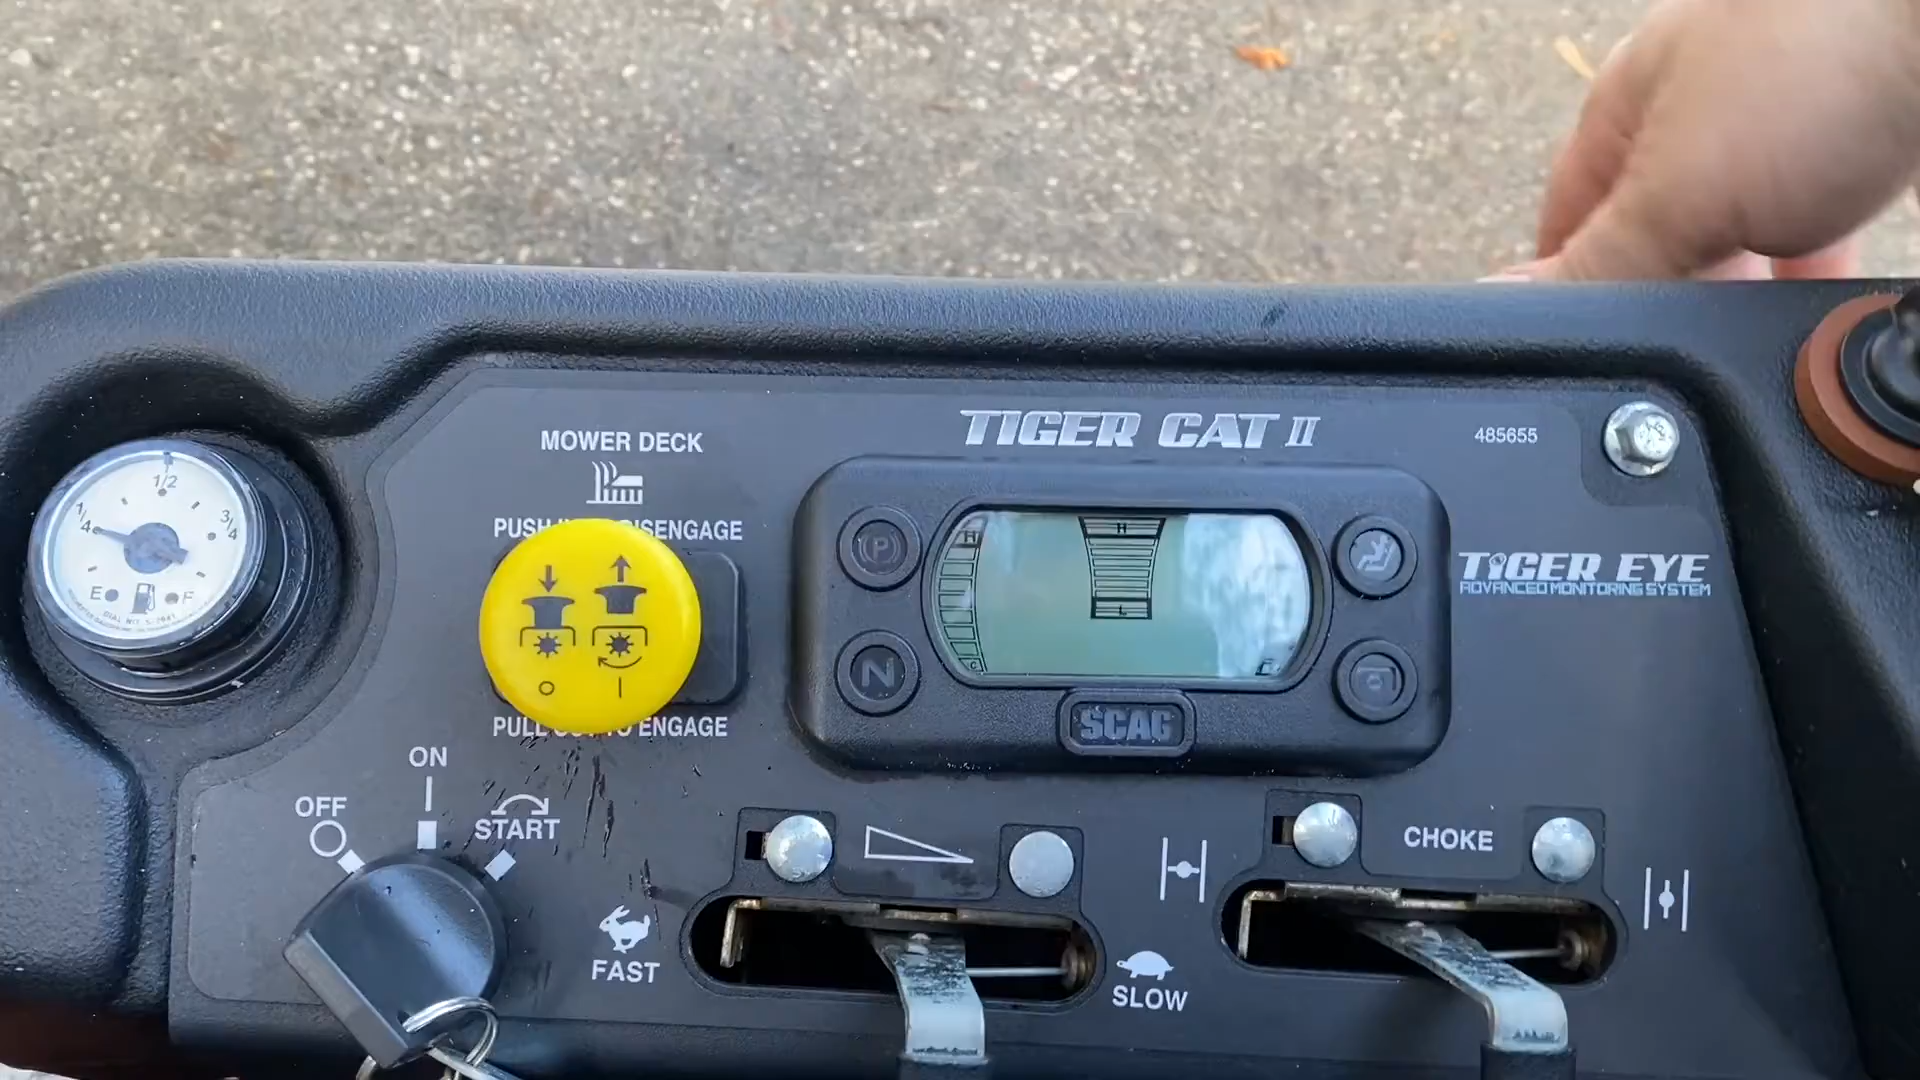 TIGER CAT II
485655
MOWER DECK
PUSH DISENGAGE
PULL TO ENGAGE
TIGER EYE
ADVANCED MONITORING SYSTEM
1/2
1/4
3/4
E
F
P
N
H
H
L
C
SCAG
ON
OFF
START
FAST
SLOW
CHOKE